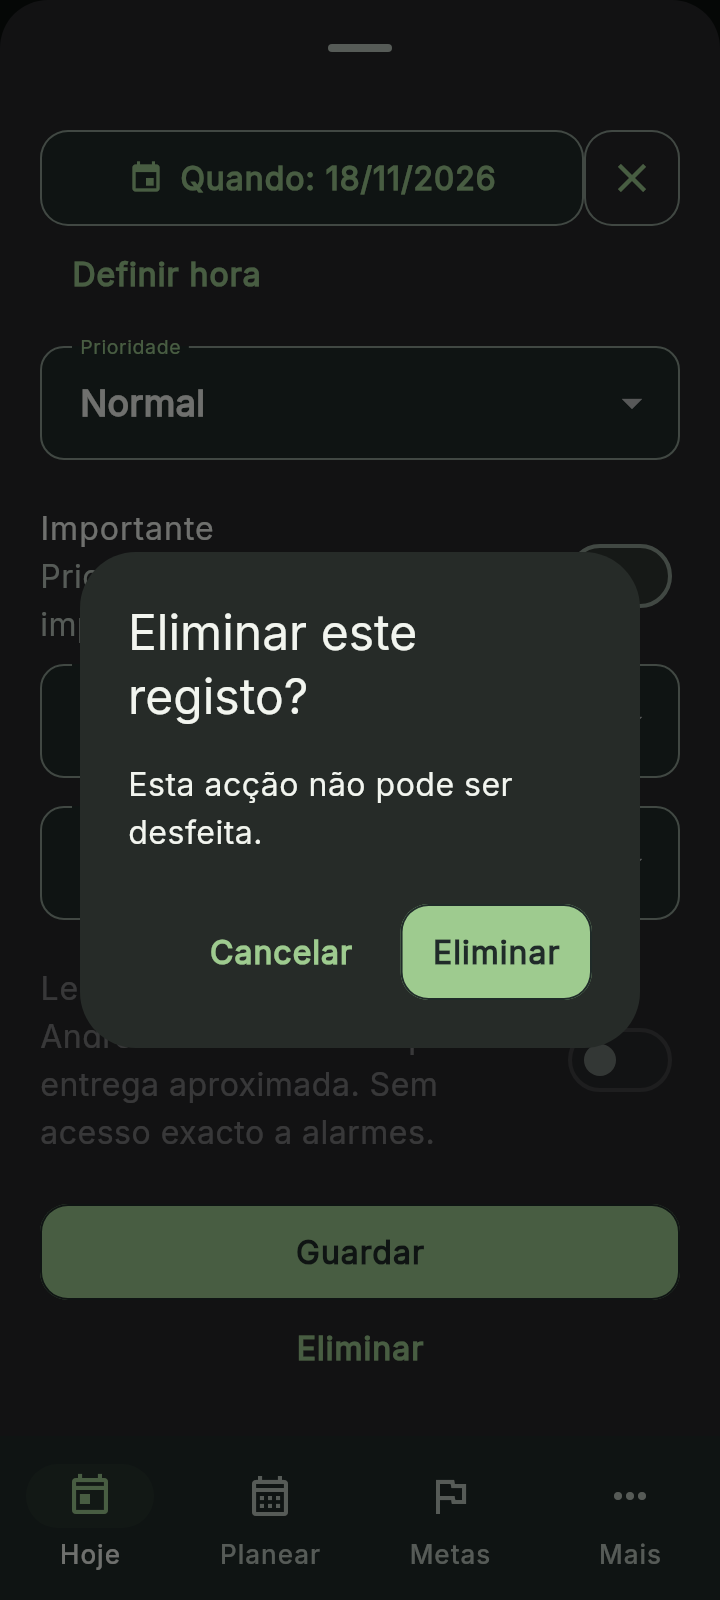 Quando: 18/11/2026
Definir hora
Prioridade
Normal
Importante
Eliminar este
registo?
Esta acção não pode ser
desfeita.
Cancelar
Eliminar
entrega aproximada. Sem
acesso exacto a alarmes.
Guardar
Eliminar
Hoje
Planear
Metas
Mais